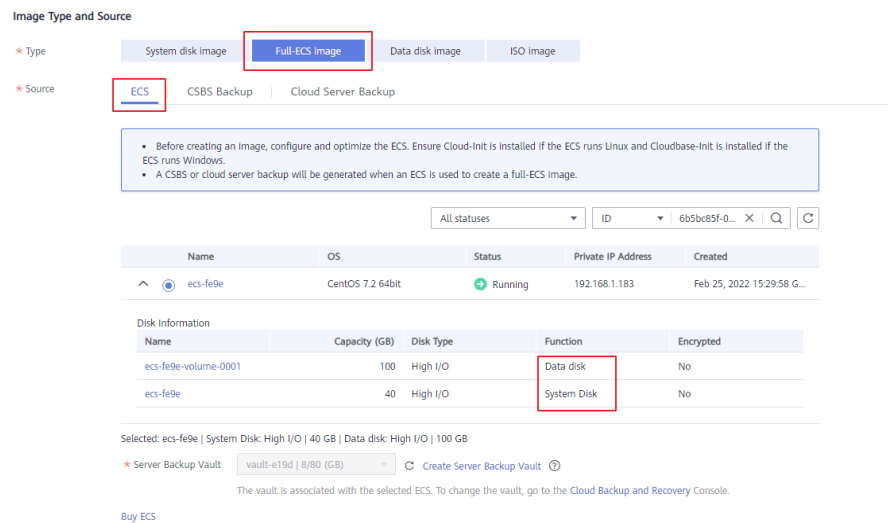 Image Type and Source
* Type
System disk image
Full-ECS image
Data disk image
ISO image
* Source
ECS
CSBS Backup
Cloud Server Backup
• Before creating an image, configure and optimize the ECS. Ensure Cloud-Init is installed if the ECS runs Linux and Cloudbase-Init is installed if the
ECS runs Windows.
• A CSBS or cloud server backup will be generated when an ECS is used to create a full-ECS image.
All statuses
ID
6b5bc85f-0...
Name OS Status Private IP Address Created
ecs-fe9e CentOS 7.2 64bit Running 192.168.1.183 Feb 25, 2022 15:29:58 G...
Disk Information
Name Capacity (GB) Disk Type Function Encrypted
ecs-fe9e-volume-0001 100 High I/O Data disk No
ecs-fe9e 40 High I/O System Disk No
Selected: ecs-fe9e | System Disk: High I/O | 40 GB | Data disk: High I/O | 100 GB
* Server Backup Vault vault-e19d | 8/80 (GB) Create Server Backup Vault ?
The vault is associated with the selected ECS. To change the vault, go to the Cloud Backup and Recovery Console.
Buy ECS